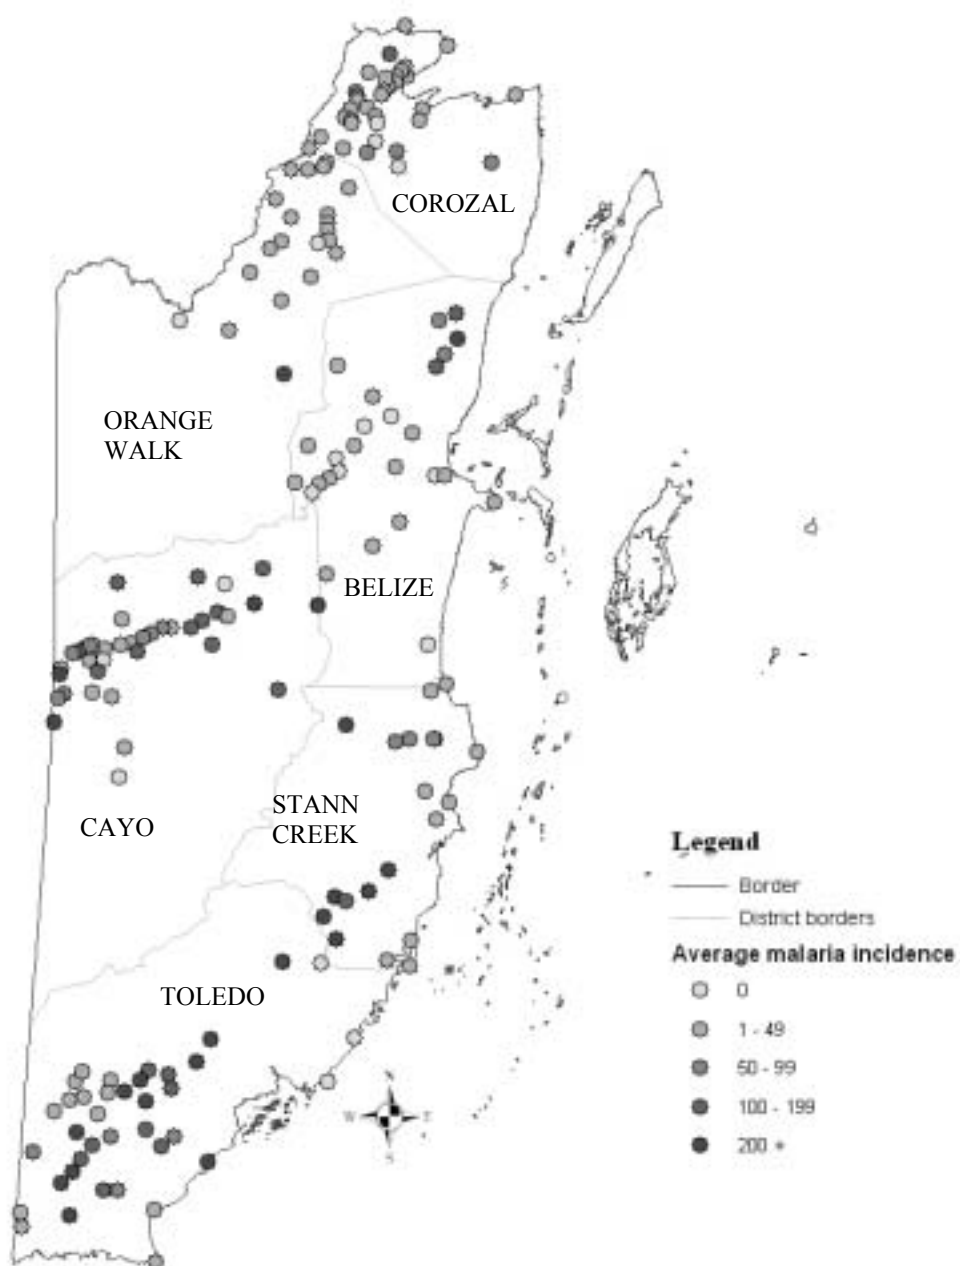 COROZAL
ORANGE
WALK
BELIZE
STANN
CREEK
CAYO
TOLEDO
Legend
Border
District borders
Average malaria incidence
0
1 - 49
50 - 99
100 - 199
200 +
N
W
E
S